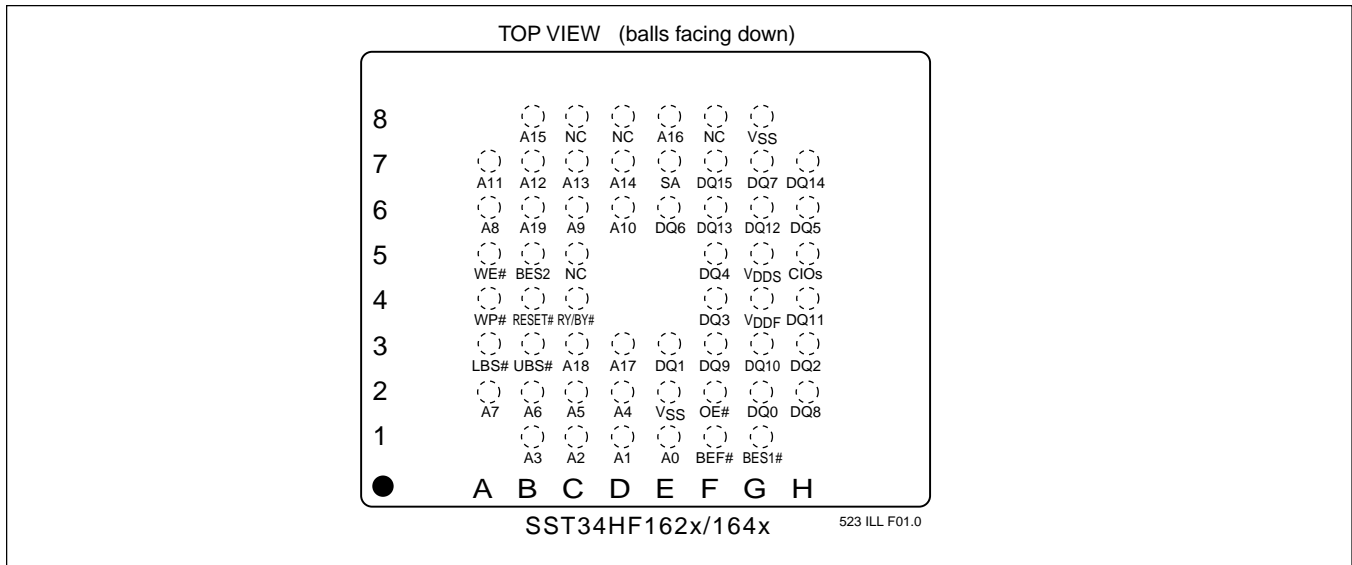 TOP VIEW (balls facing down)
8
A15 NC NC A16 NC VSS
7
A11 A12 A13 A14 SA DQ15 DQ7 DQ14
6
A8 A19 A9 A10 DQ6 DQ13 DQ12 DQ5
5
WE# BES2 NC DQ4 VDDS CIOs
4
WP# RESET# RY/BY# DQ3 VDDF DQ11
3
LBS# UBS# A18 A17 DQ1 DQ9 DQ10 DQ2
2
A7 A6 A5 A4 VSS OE# DQ0 DQ8
1
A3 A2 A1 A0 BEF# BES1#
A B C D E F G H
SST34HF162x/164x
523 ILL F01.0